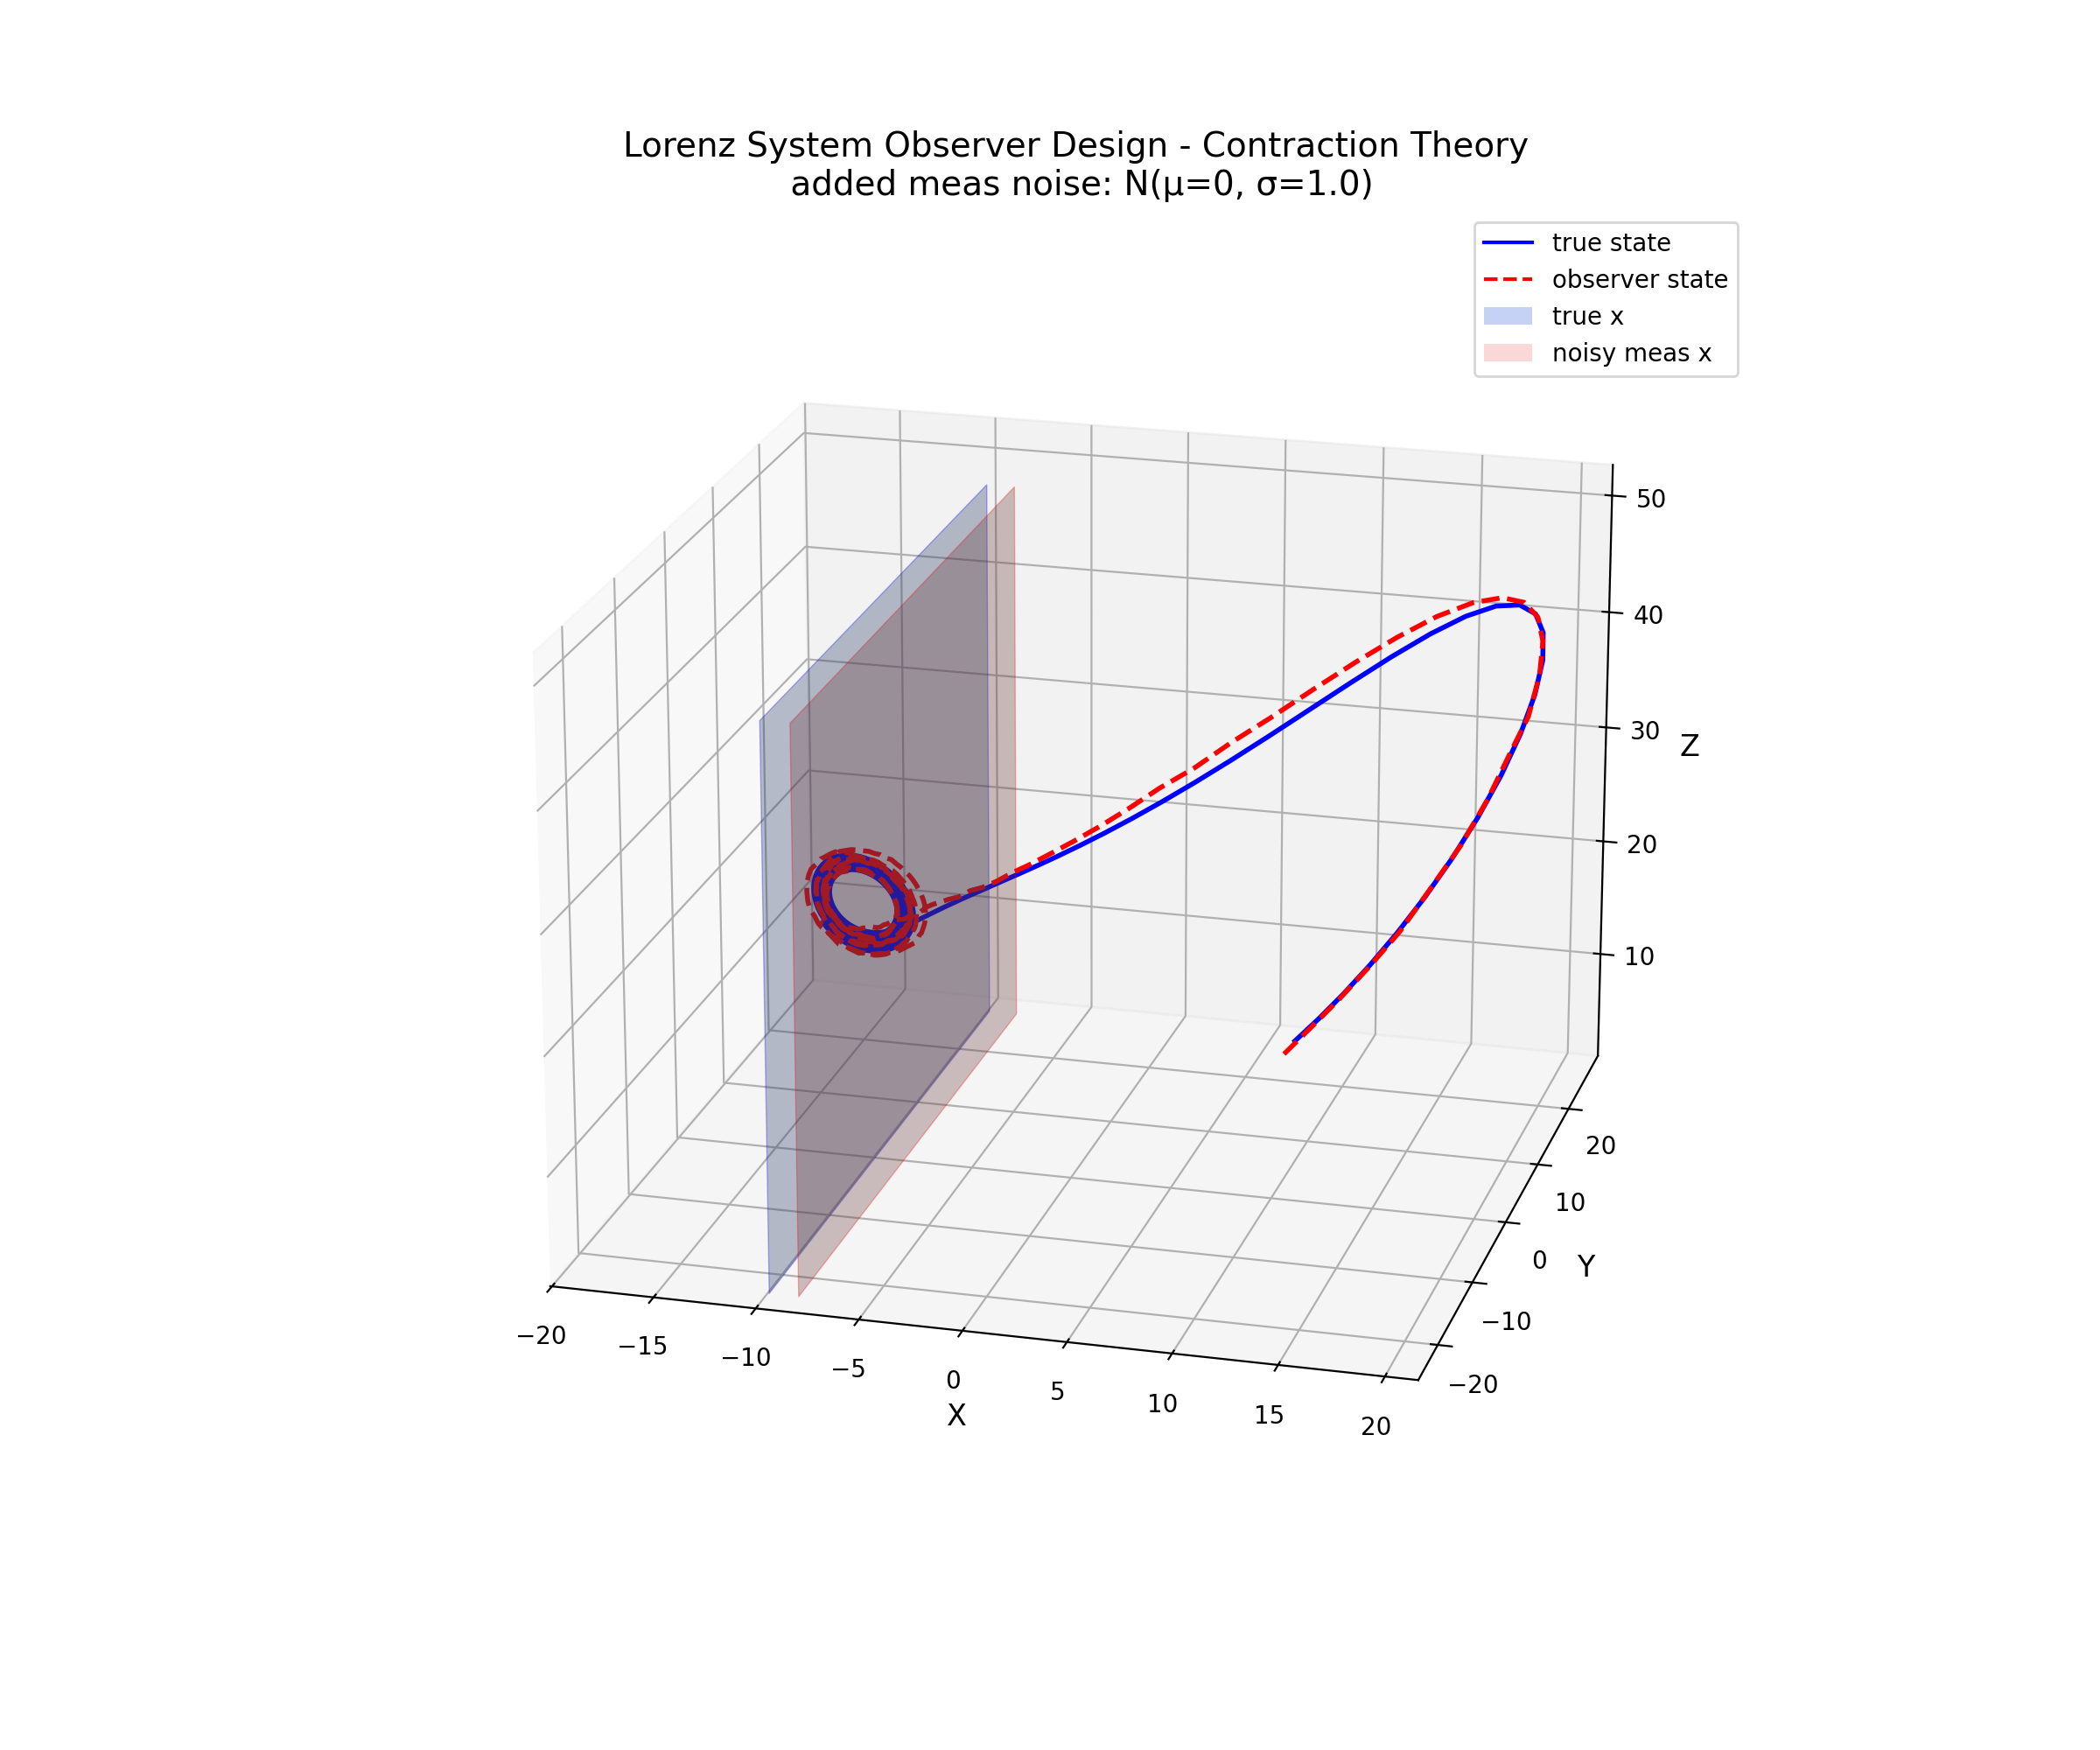 Lorenz System Observer Design - Contraction Theory
added meas noise: N(μ=0, σ=1.0)
true state
observer state
true x
noisy meas x
50
40
30
Z
20
10
20
10
0
Y
−10
−20
−20
−15
−10
−5
0
5
10
15
20
X